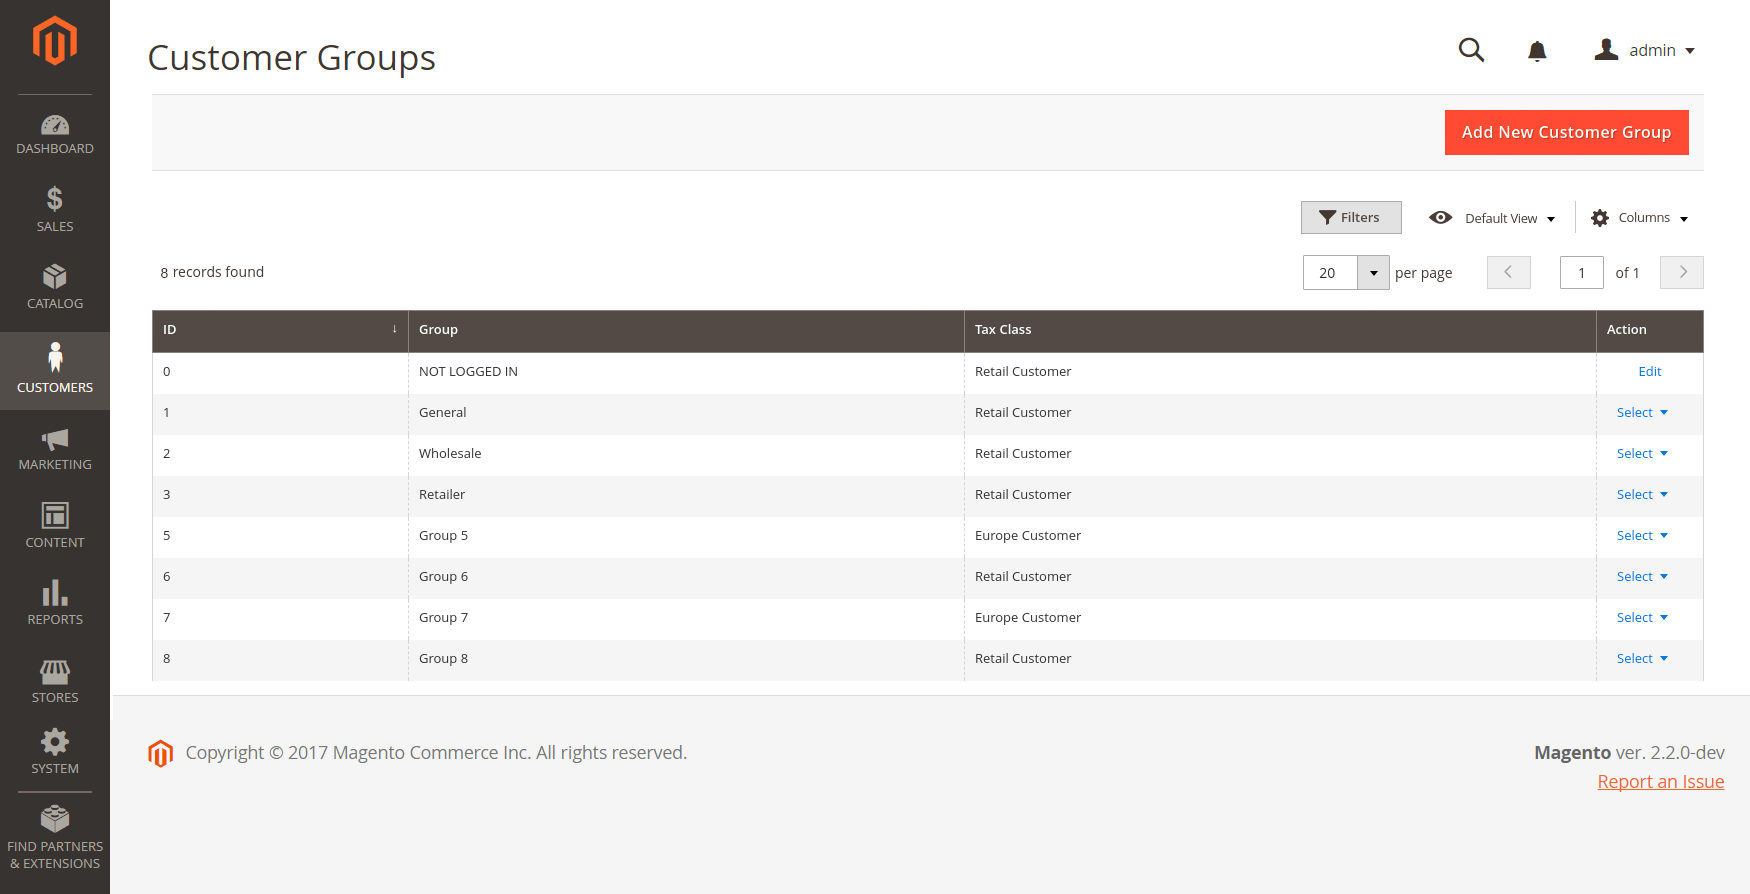 Customer Groups
admin
Add New Customer Group
Filters
Default View
Columns
8 records found
20 per page 1 of 1
ID ↓ Group Tax Class Action
0 NOT LOGGED IN Retail Customer Edit
1 General Retail Customer Select
2 Wholesale Retail Customer Select
3 Retailer Retail Customer Select
5 Group 5 Europe Customer Select
6 Group 6 Retail Customer Select
7 Group 7 Europe Customer Select
8 Group 8 Retail Customer Select
DASHBOARD
$
SALES
CATALOG
CUSTOMERS
MARKETING
CONTENT
REPORTS
STORES
SYSTEM
FIND PARTNERS
& EXTENSIONS
Copyright © 2017 Magento Commerce Inc. All rights reserved.
Magento ver. 2.2.0-dev
Report an Issue